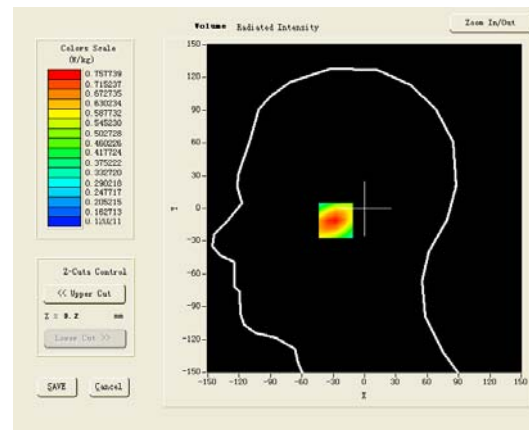 Volume Radiated Intensity
Zoom In/Out
Colors Scale
(W/kg)
0.757739
0.715237
0.672735
0.630234
0.587732
0.545230
0.502728
0.460226
0.417724
0.375222
0.332720
0.290218
0.247717
0.205215
0.162713
0.120211
Z-Cuts Control
<< Upper Cut
Z = 9.2 mm
Lower Cut >>
SAVE
Cancel
150
120
90
60
30
0
-30
-60
-90
-120
-150
Y
-150 -120 -90 -60 -30 0 30 60 90 120 150
X